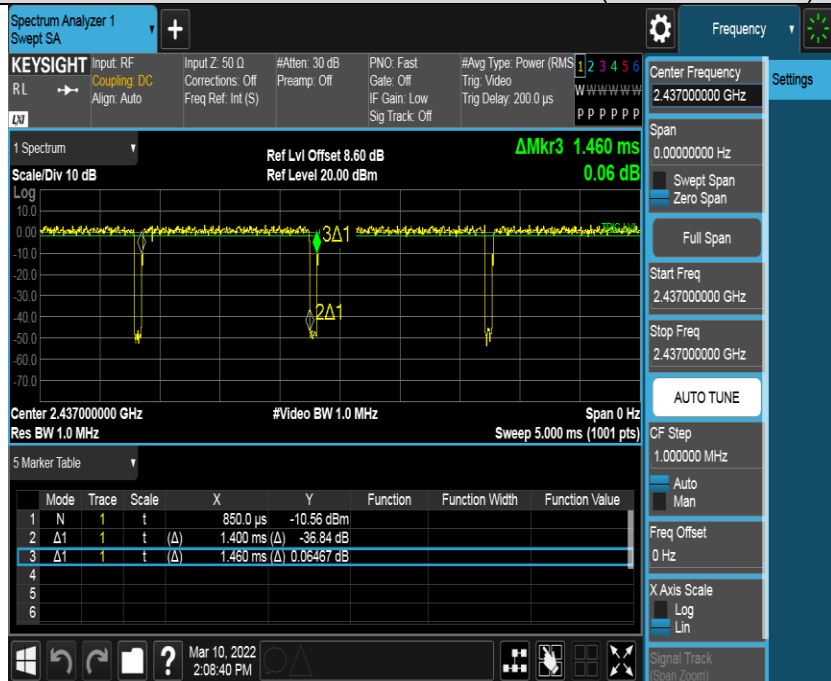 Spectrum Analyzer 1
Swept SA
+
Frequency
KEYSIGHT
RL
LXI
Input: RF
Coupling: DC
Align: Auto
Input Z: 50 Ω
Corrections: Off
Freq Ref: Int (S)
#Atten: 30 dB
Preamp: Off
PNO: Fast
Gate: Off
IF Gain: Low
Sig Track: Off
#Avg Type: Power (RMS
Trig: Video
Trig Delay: 200.0 µs
1 2 3 4 5 6
W W W W W W
P P P P P P
Center Frequency
2.437000000 GHz
Settings
1 Spectrum
Scale/Div 10 dB
Ref Lvl Offset 8.60 dB
Ref Level 20.00 dBm
ΔMkr3 1.460 ms
0.06 dB
Log
10.0
0.00
-10.0
-20.0
-30.0
-40.0
-50.0
-60.0
-70.0
1
3Δ1
2Δ1
Center 2.437000000 GHz
Res BW 1.0 MHz
#Video BW 1.0 MHz
Span 0 Hz
Sweep 5.000 ms (1001 pts)
Span
0.00000000 Hz
Swept Span
Zero Span
Full Span
Start Freq
2.437000000 GHz
Stop Freq
2.437000000 GHz
AUTO TUNE
CF Step
1.000000 MHz
Auto
Man
Freq Offset
0 Hz
X Axis Scale
Log
Lin
Signal Track
(Span Zoom)
5 Marker Table
Mode Trace Scale X Y Function Function Width Function Value
1 N 1 t 850.0 µs -10.56 dBm
2 Δ1 1 t (Δ) 1.400 ms (Δ) -36.84 dB
3 Δ1 1 t (Δ) 1.460 ms (Δ) 0.06467 dB
4
5
6
?
Mar 10, 2022
2:08:40 PM